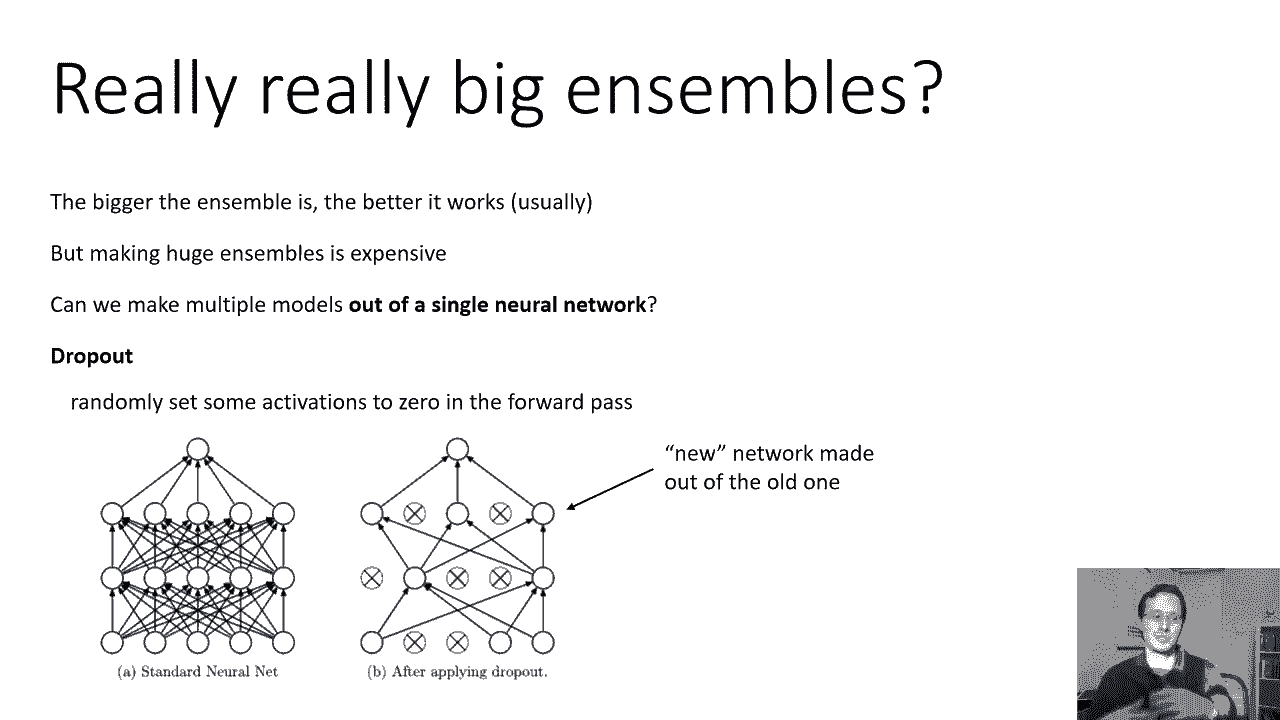 Really really big ensembles?
The bigger the ensemble is, the better it works (usually)
But making huge ensembles is expensive
Can we make multiple models out of a single neural network?
Dropout
randomly set some activations to zero in the forward pass
“new” network made
out of the old one
(a) Standard Neural Net
(b) After applying dropout.